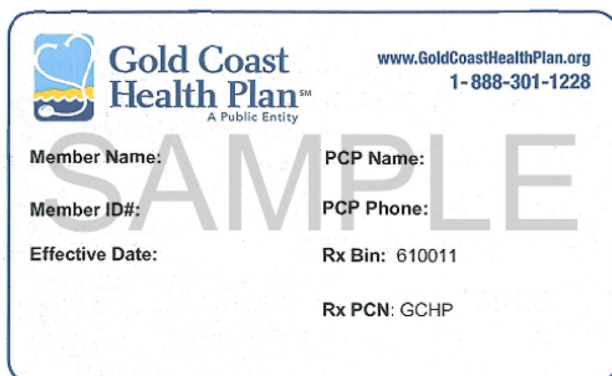 Gold Coast
Health Plan℠
A Public Entity
www.GoldCoastHealthPlan.org
1-888-301-1228
SAMPLE
Member Name:
PCP Name:
Member ID#:
PCP Phone:
Effective Date:
Rx Bin: 610011
Rx PCN: GCHP